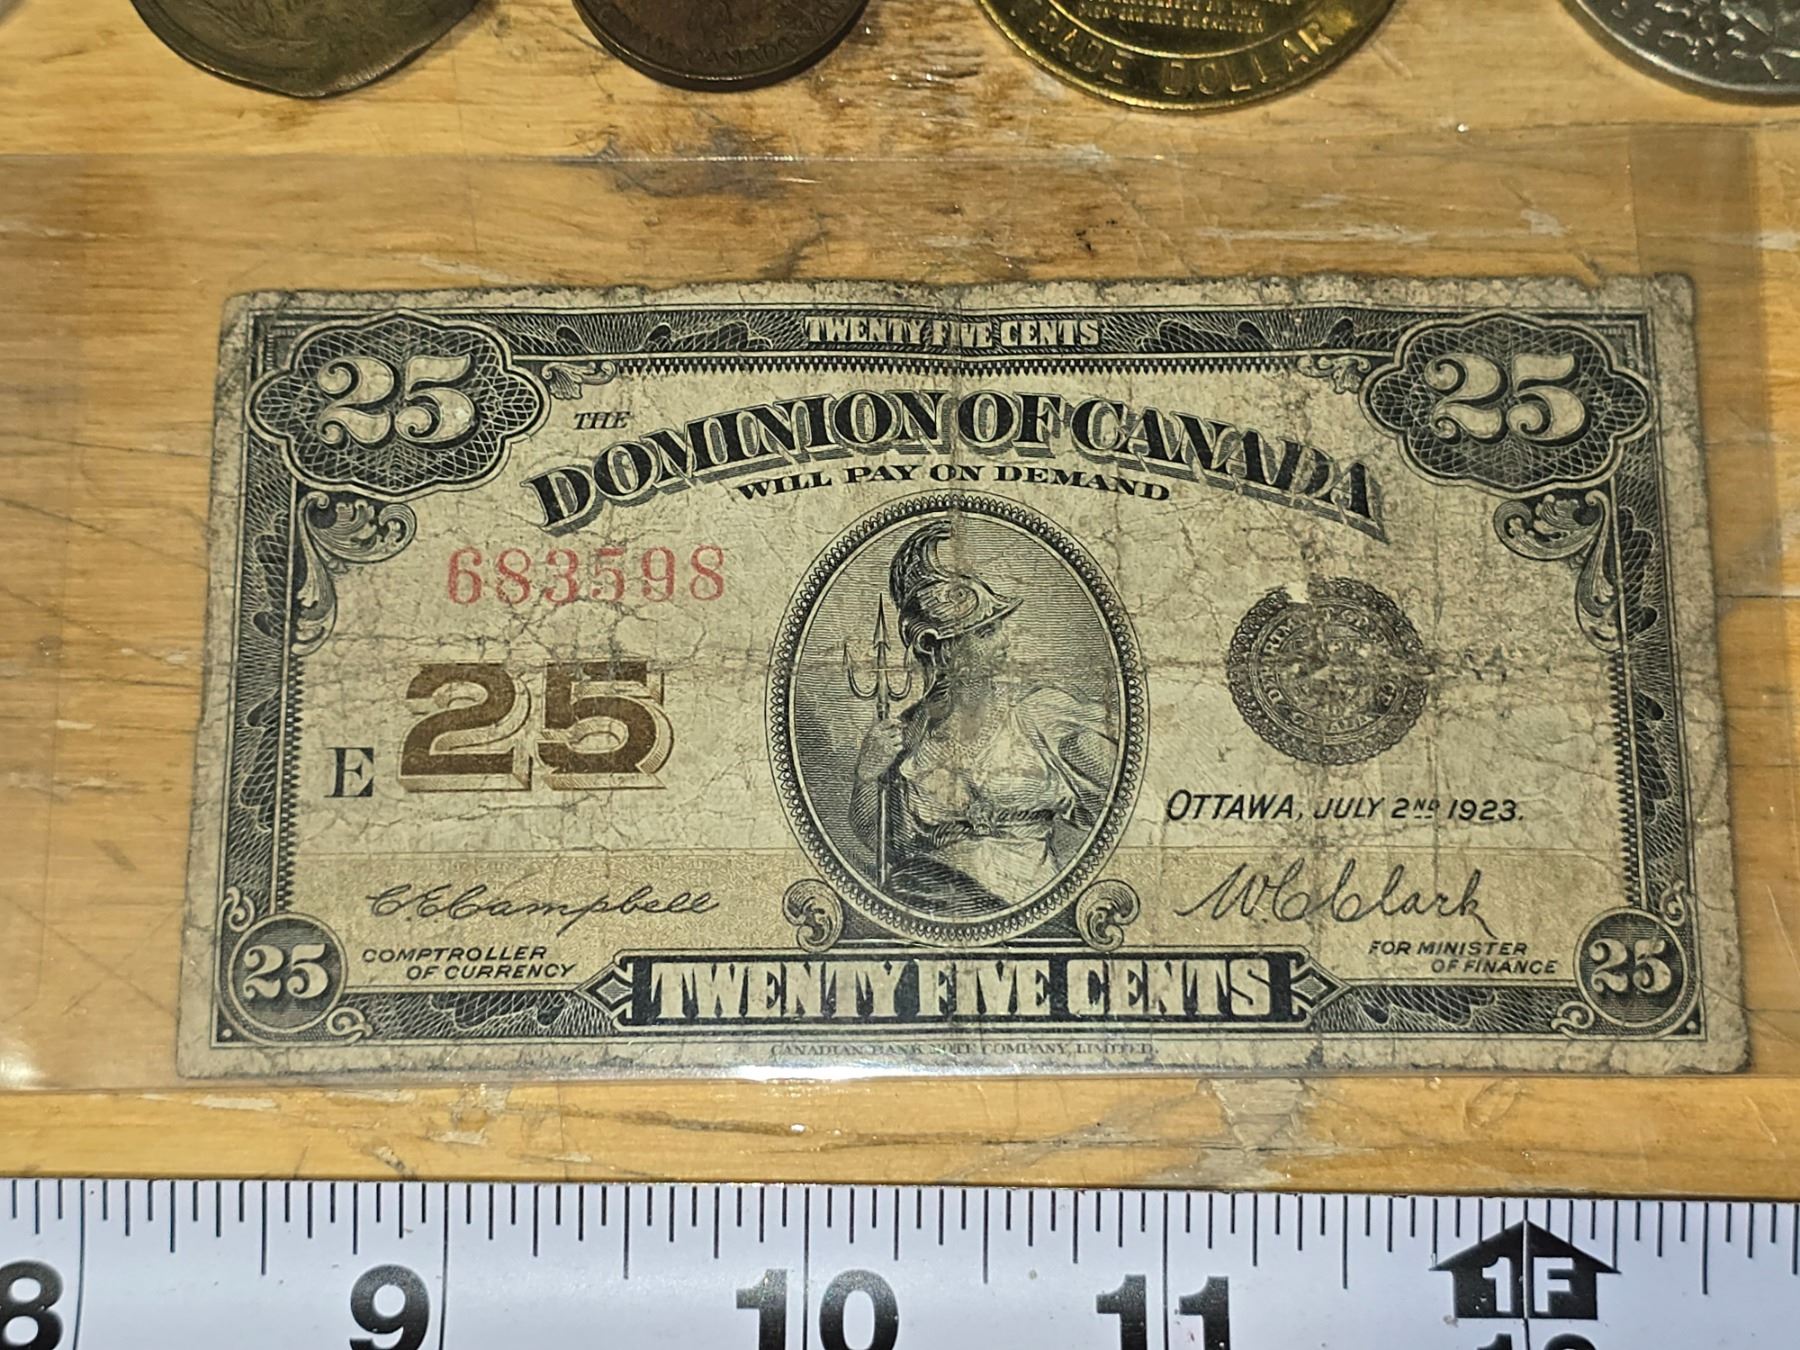 TRADE DOLLAR
TWENTY FIVE CENTS
25 25
THE
DOMINION OF CANADA
WILL PAY ON DEMAND
683598
25
E
OTTAWA, JULY 2ND 1923.
C.E. Campbell
W.C. Clark
COMPTROLLER
OF CURRENCY
FOR MINISTER
OF FINANCE
25 25
TWENTY FIVE CENTS
CANADIAN BANK NOTE COMPANY, LIMITED.
8 9 10 11 1F